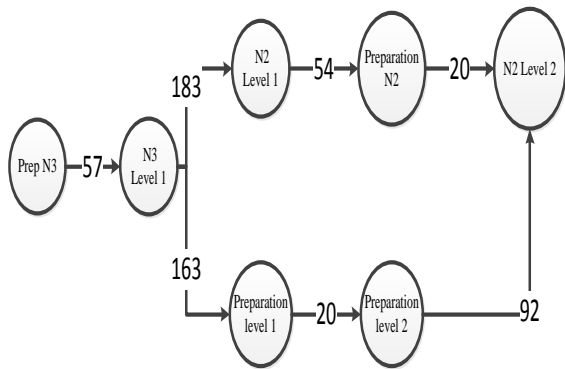 N2
Level 1
54
Preparation
N2
20
N2 Level 2
183
Prep N3
57
N3
Level 1
163
Preparation
level 1
20
Preparation
level 2
92